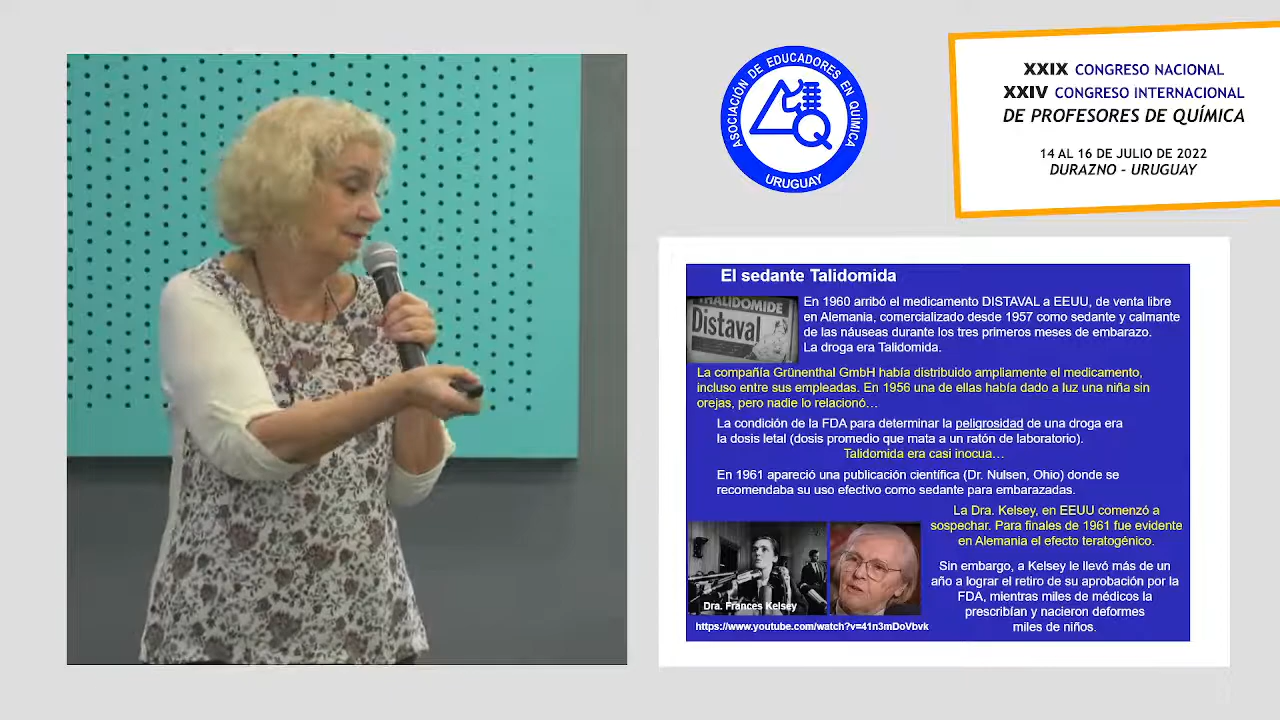 ASOCIACIÓN DE EDUCADORES EN QUÍMICA
URUGUAY
XXIX CONGRESO NACIONAL
XXIV CONGRESO INTERNACIONAL
DE PROFESORES DE QUÍMICA
14 AL 16 DE JULIO DE 2022
DURAZNO - URUGUAY
El sedante Talidomida
THALIDOMIDE
Distaval
En 1960 arribó el medicamento DISTAVAL a EEUU, de venta libre
en Alemania, comercializado desde 1957 como sedante y calmante
de las náuseas durante los tres primeros meses de embarazo.
La droga era Talidomida.
La compañía Grünenthal GmbH había distribuido ampliamente el medicamento,
incluso entre sus empleadas. En 1956 una de ellas había dado a luz una niña sin
orejas, pero nadie lo relacionó…
La condición de la FDA para determinar la peligrosidad de una droga era
la dosis letal (dosis promedio que mata a un ratón de laboratorio).
Talidomida era casi inocua…
En 1961 apareció una publicación científica (Dr. Nulsen, Ohio) donde se
recomendaba su uso efectivo como sedante para embarazadas.
La Dra. Kelsey, en EEUU comenzó a
sospechar. Para finales de 1961 fue evidente
en Alemania el efecto teratogénico.
Sin embargo, a Kelsey le llevó más de un
año a lograr el retiro de su aprobación por la
FDA, mientras miles de médicos la
prescribían y nacieron deformes
miles de niños.
Dra. Frances Kelsey
https://www.youtube.com/watch?v=41n3mDoVbvk